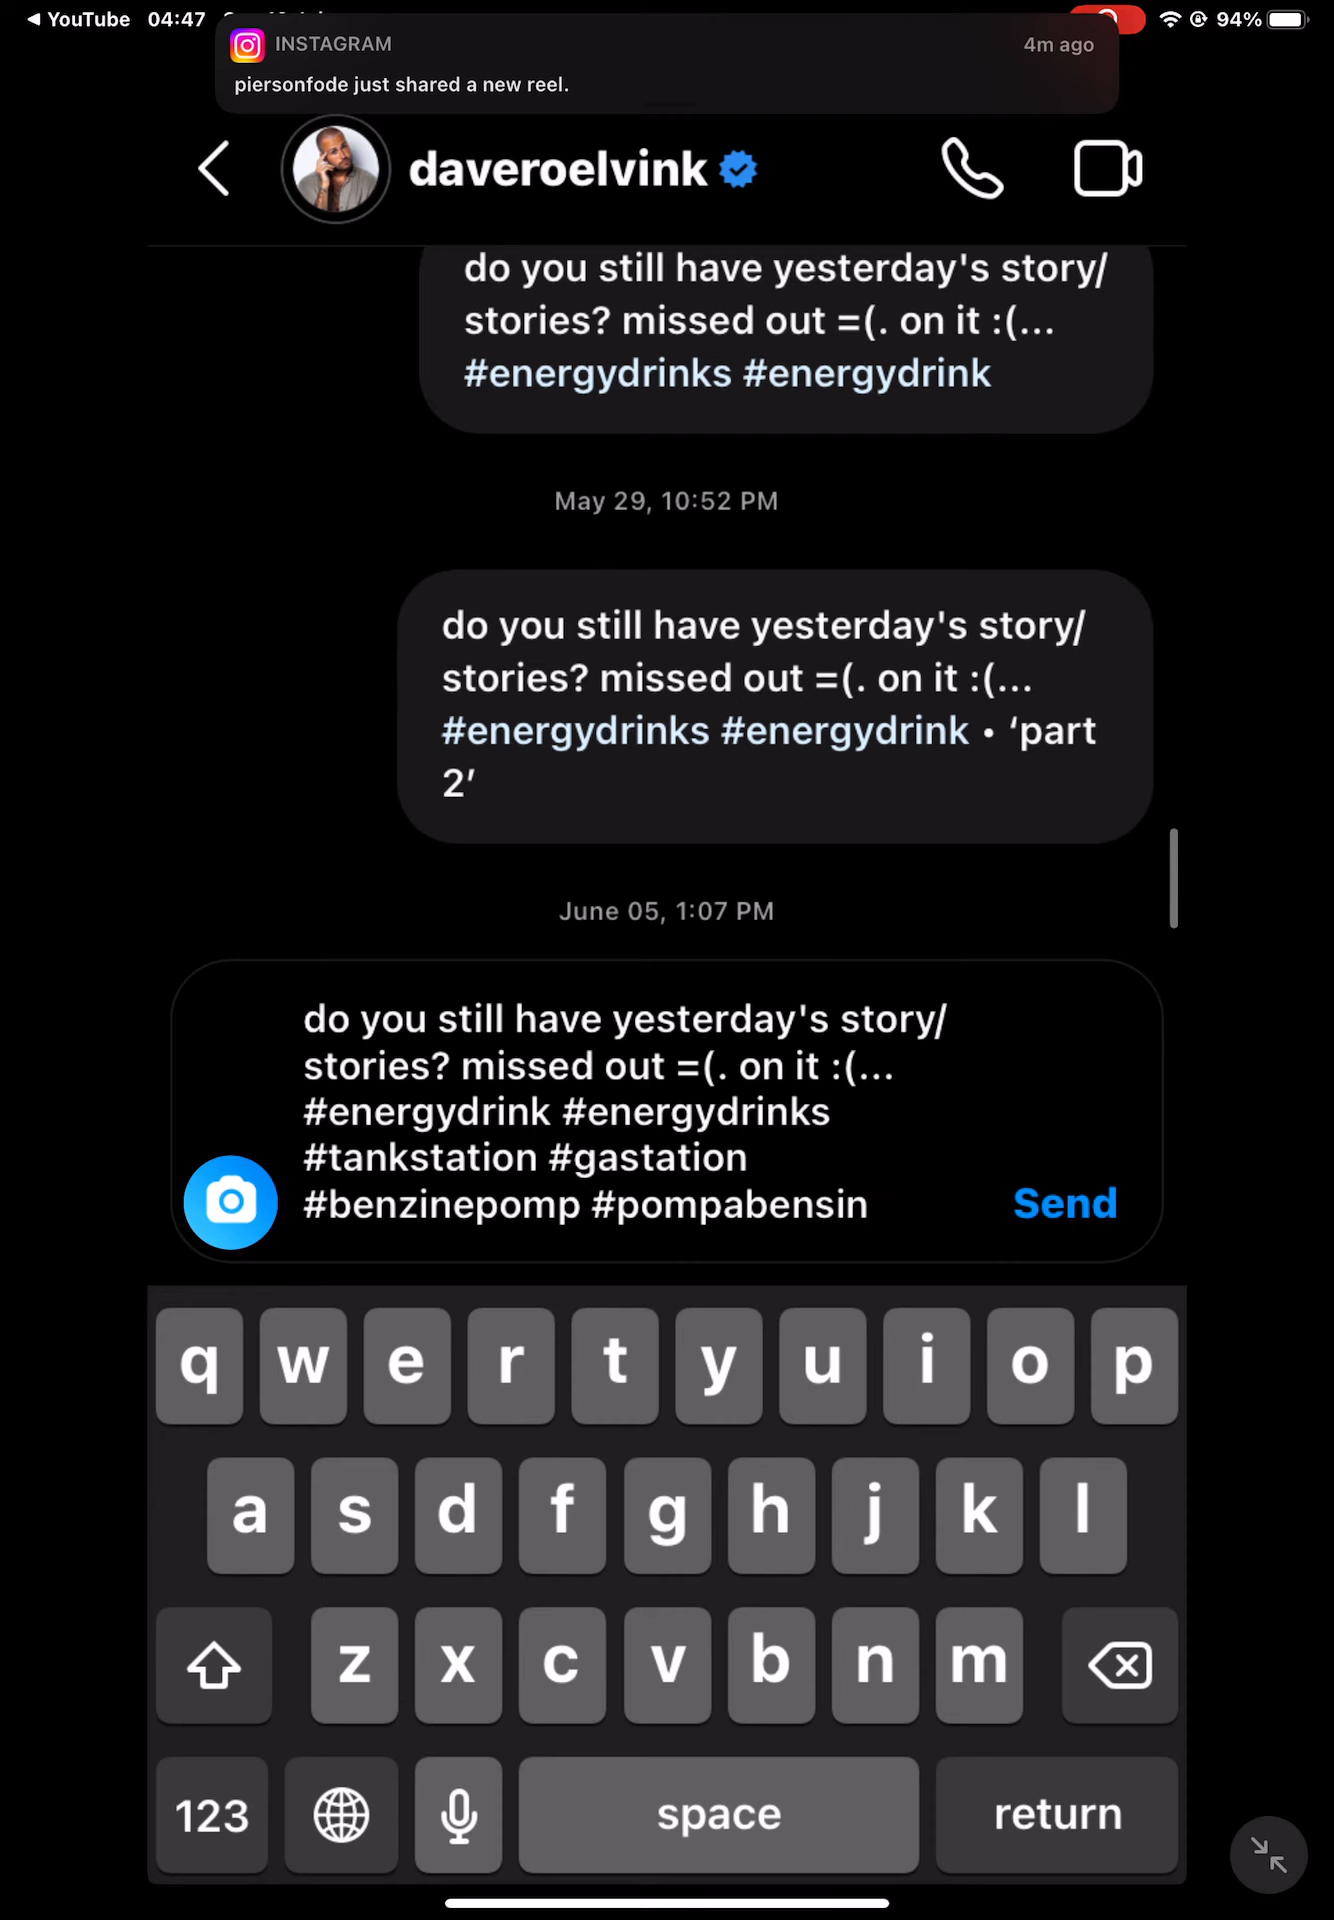 YouTube 04:47
94%
INSTAGRAM
4m ago
piersonfode just shared a new reel.
daveroelvink
do you still have yesterday's story/
stories? missed out =(. on it :(...
#energydrinks #energydrink
May 29, 10:52 PM
do you still have yesterday's story/
stories? missed out =(. on it :(...
#energydrinks #energydrink • ‘part
2’
June 05, 1:07 PM
do you still have yesterday's story/
stories? missed out =(. on it :(...
#energydrink #energydrinks
#tankstation #gastation
#benzinepomp #pompabensin
Send
q w e r t y u i o p
a s d f g h j k l
z x c v b n m
123 space return